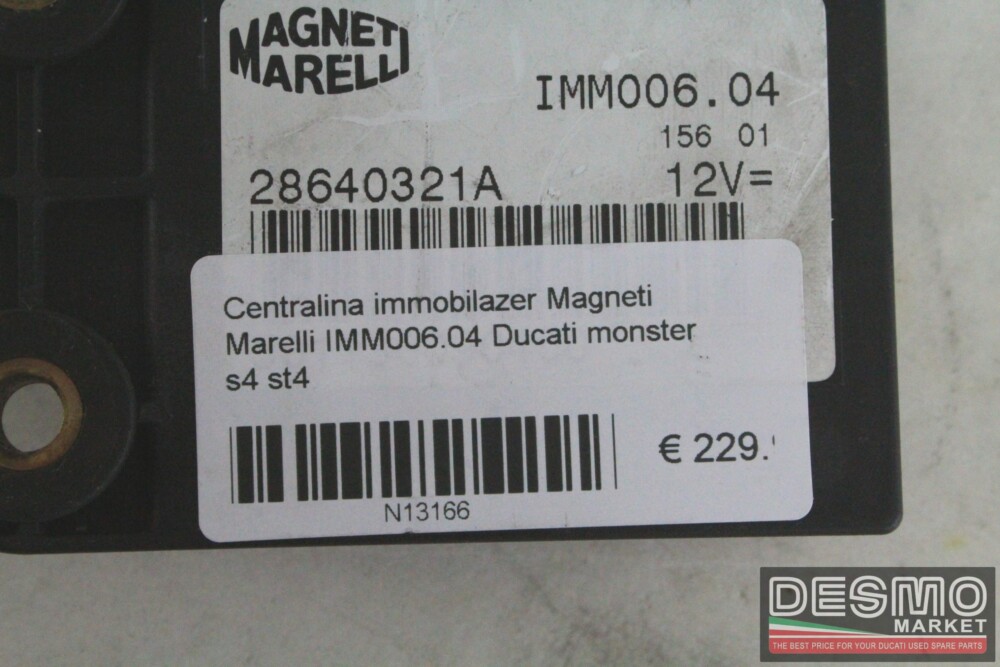 MAGNETI
MARELLI
IMM006.04
156 01
28640321A 12V=
Centralina immobilazer Magneti
Marelli IMM006.04 Ducati monster
s4 st4
€ 229.
N13166
DESMO
MARKET
THE BEST PRICE FOR YOUR DUCATI USED SPARE PARTS